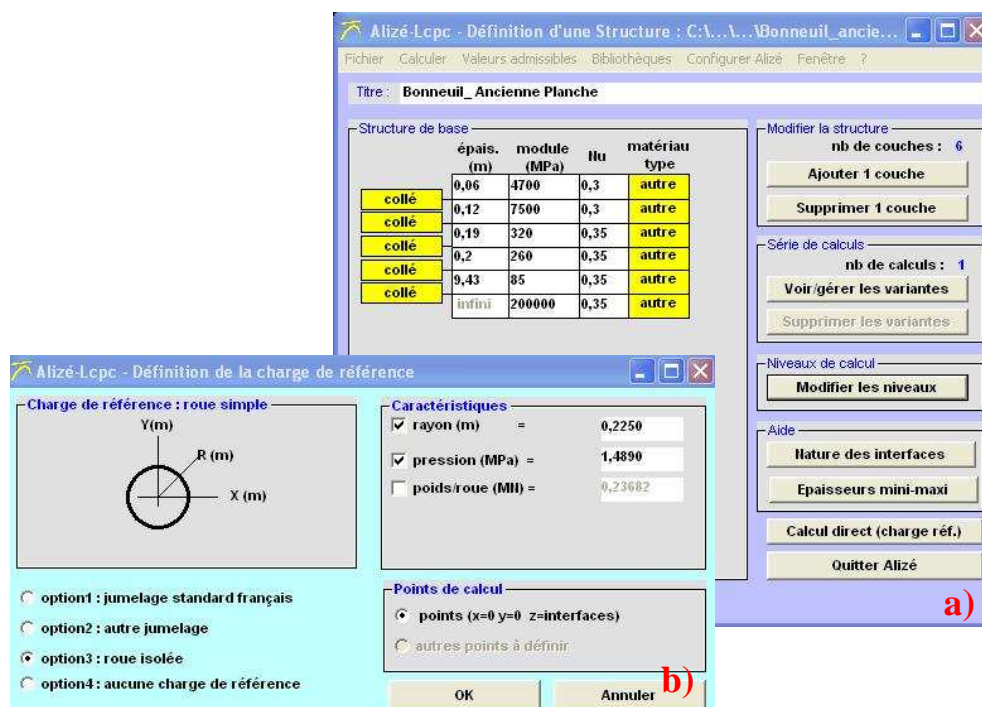 Alizé-Lcpc - Définition d'une Structure : C:\...\...\Bonneuil_ancie...
Fichier Calculer Valeurs admissibles Bibliothèques Configurer Alizé Fenêtre ?
Titre : Bonneuil_ Ancienne Planche
Structure de base
épais. (m) module (MPa) Nu matériau type
0,06 4700 0,3 autre
collé
0,12 7500 0,3 autre
collé
0,19 320 0,35 autre
collé
0,2 260 0,35 autre
collé
9,43 85 0,35 autre
collé
infini 200000 0,35 autre
Modifier la structure
nb de couches : 6
Ajouter 1 couche
Supprimer 1 couche
Série de calculs
nb de calculs : 1
Voir/gérer les variantes
Supprimer les variantes
Niveaux de calcul
Modifier les niveaux
Aide
Nature des interfaces
Epaisseurs mini-maxi
Calcul direct (charge réf.)
Quitter Alizé
a)
Alizé-Lcpc - Définition de la charge de référence
Charge de référence : roue simple
Y(m)
R (m)
X (m)
Caractéristiques
rayon (m) = 0,2250
pression (MPa) = 1,4890
poids/roue (MN) = 0,23682
option1 : jumelage standard français
option2 : autre jumelage
option3 : roue isolée
option4 : aucune charge de référence
Points de calcul
points (x=0 y=0 z=interfaces)
autres points à définir
OK
Annuler
b)